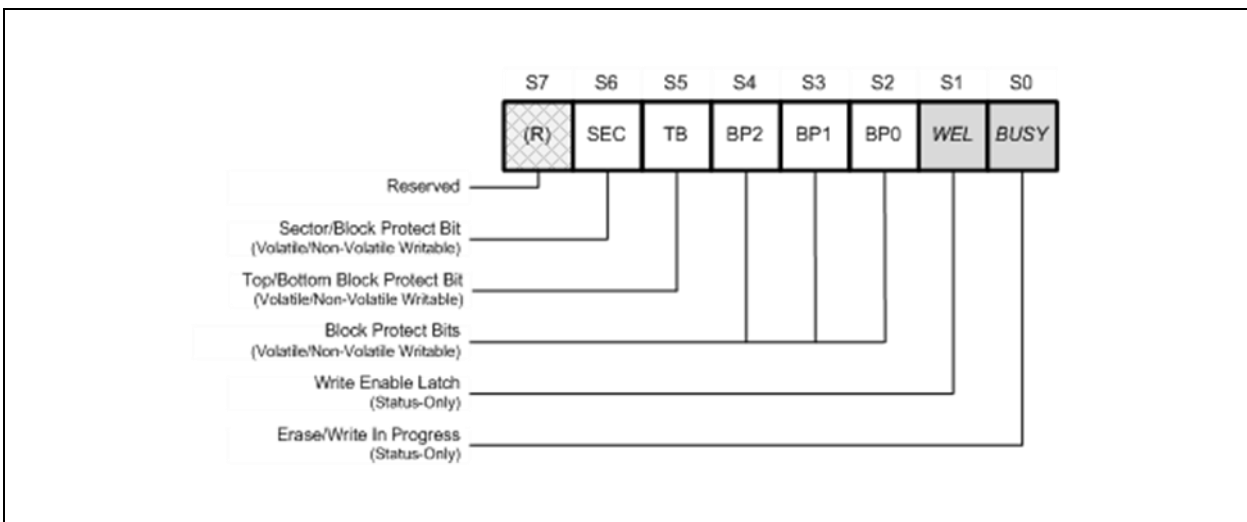 S7 S6 S5 S4 S3 S2 S1 S0
(R) SEC TB BP2 BP1 BP0 WEL BUSY
Reserved
Sector/Block Protect Bit
(Volatile/Non-Volatile Writable)
Top/Bottom Block Protect Bit
(Volatile/Non-Volatile Writable)
Block Protect Bits
(Volatile/Non-Volatile Writable)
Write Enable Latch
(Status-Only)
Erase/Write In Progress
(Status-Only)